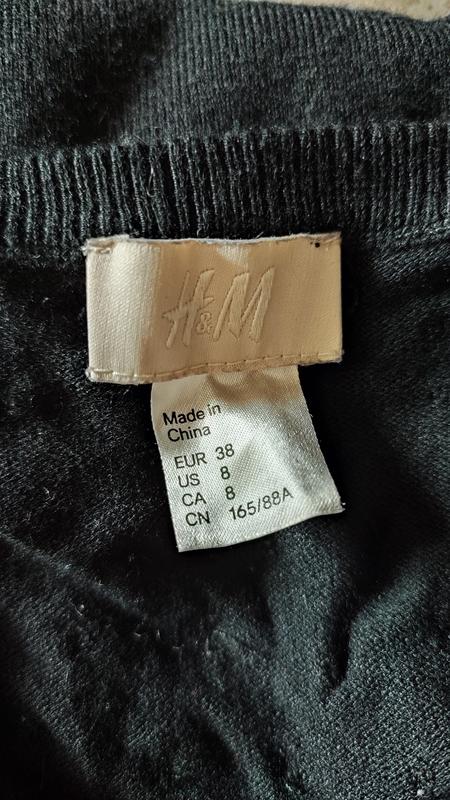 H&M
Made in
China
EUR 38
US 8
CA 8
CN 165/88A